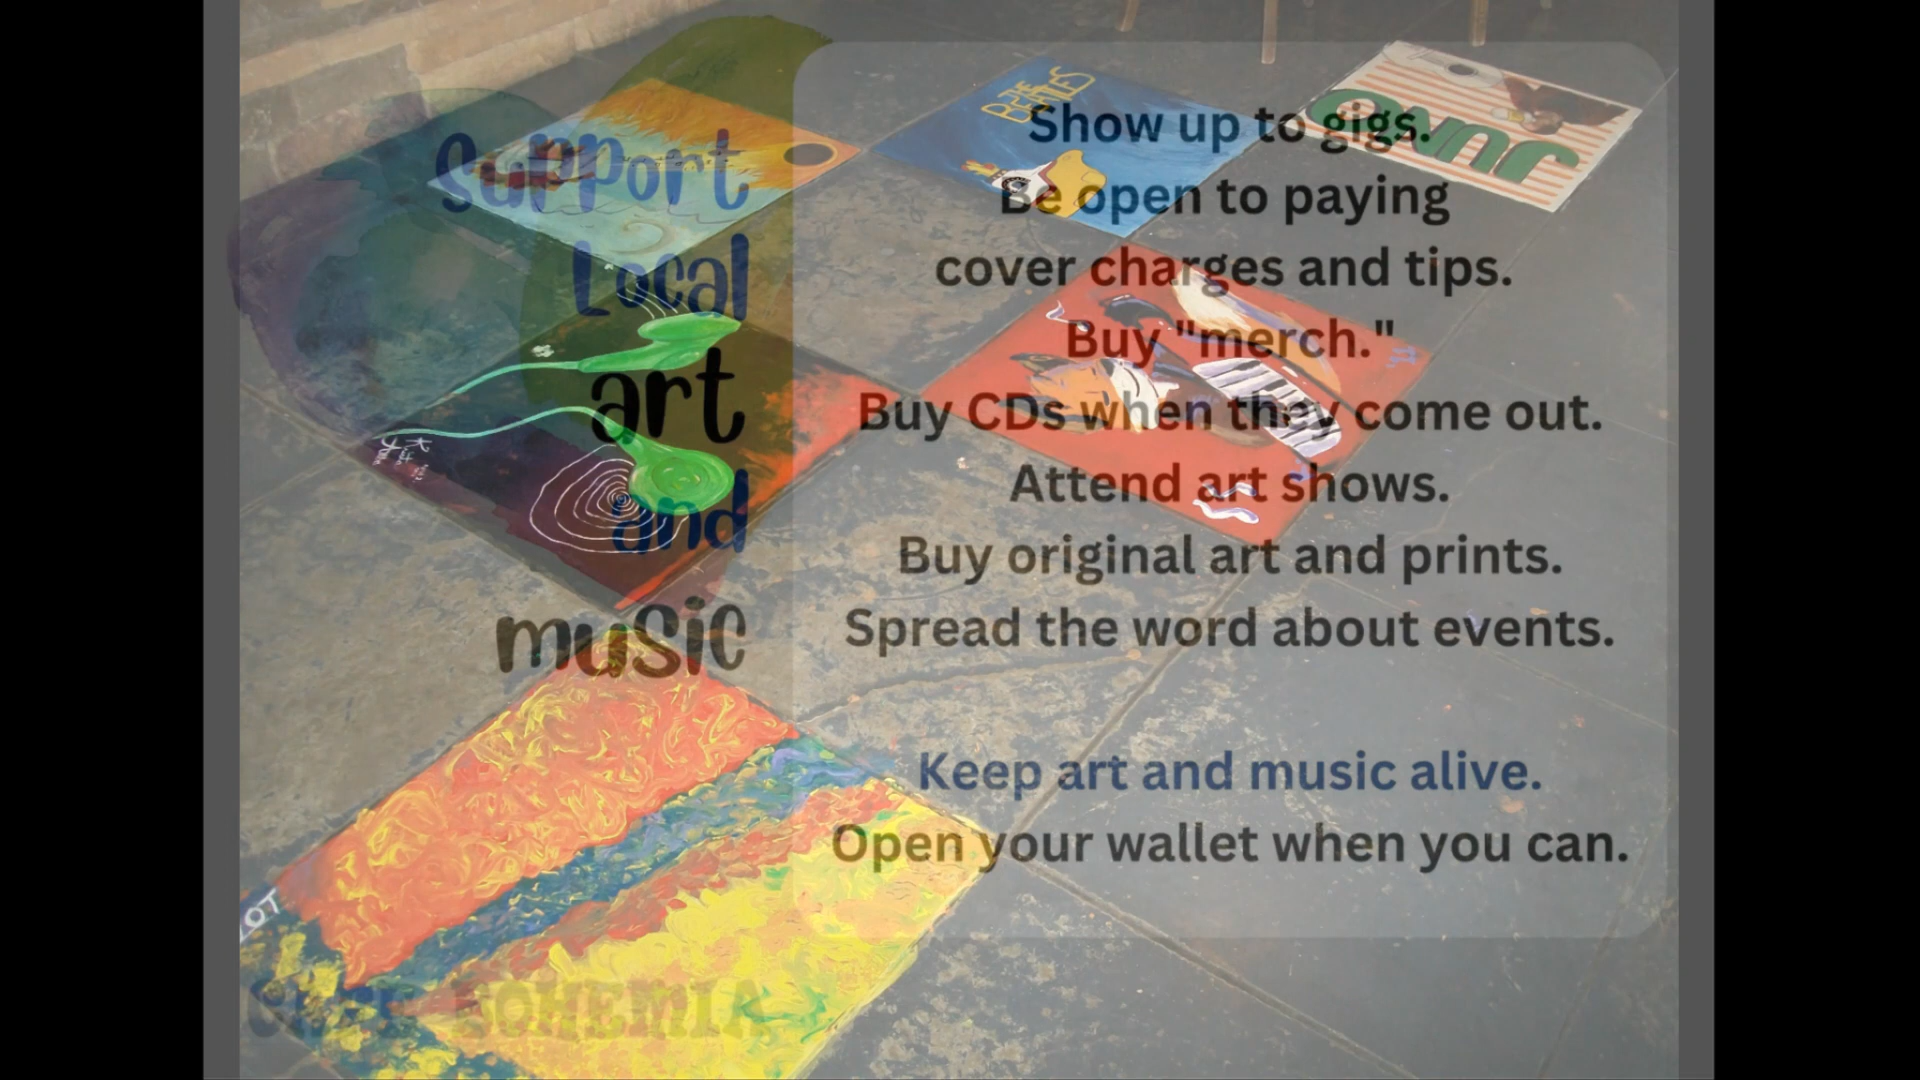 Support
Local
art
and
music
Show up to gigs.
Be open to paying
cover charges and tips.
Buy "merch."
Buy CDs when they come out.
Attend art shows.
Buy original art and prints.
Spread the word about events.
Keep art and music alive.
Open your wallet when you can.
THE
BEATLES
JUNO
CAFE BOHEMIA